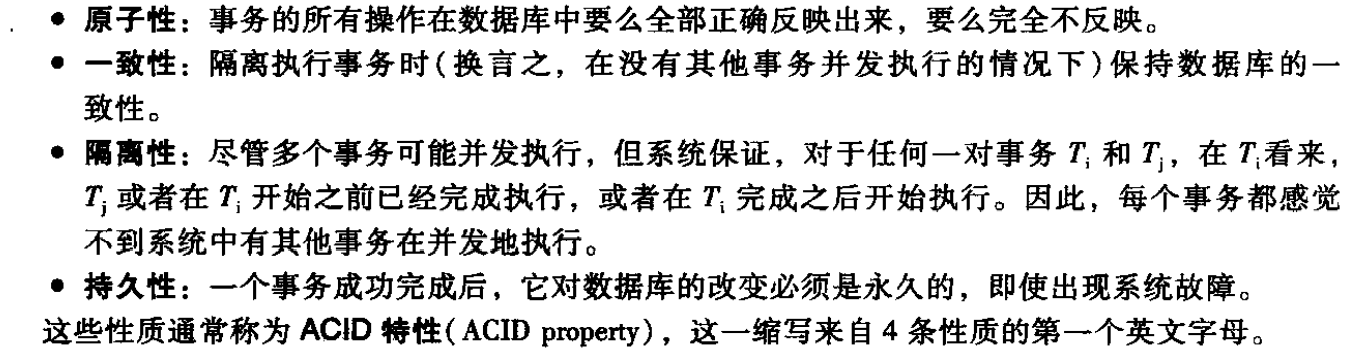 ● 原子性：事务的所有操作在数据库中要么全部正确反映出来，要么完全不反映。
● 一致性：隔离执行事务时(换言之，在没有其他事务并发执行的情况下)保持数据库的一
致性。
● 隔离性：尽管多个事务可能并发执行，但系统保证，对于任何一对事务 Ti 和 Tj，在 Ti看来，
Tj 或者在 Ti 开始之前已经完成执行，或者在 Ti 完成之后开始执行。因此，每个事务都感觉
不到系统中有其他事务在并发地执行。
● 持久性：一个事务成功完成后，它对数据库的改变必须是永久的，即使出现系统故障。
这些性质通常称为 ACID 特性(ACID property)，这一缩写来自 4 条性质的第一个英文字母。